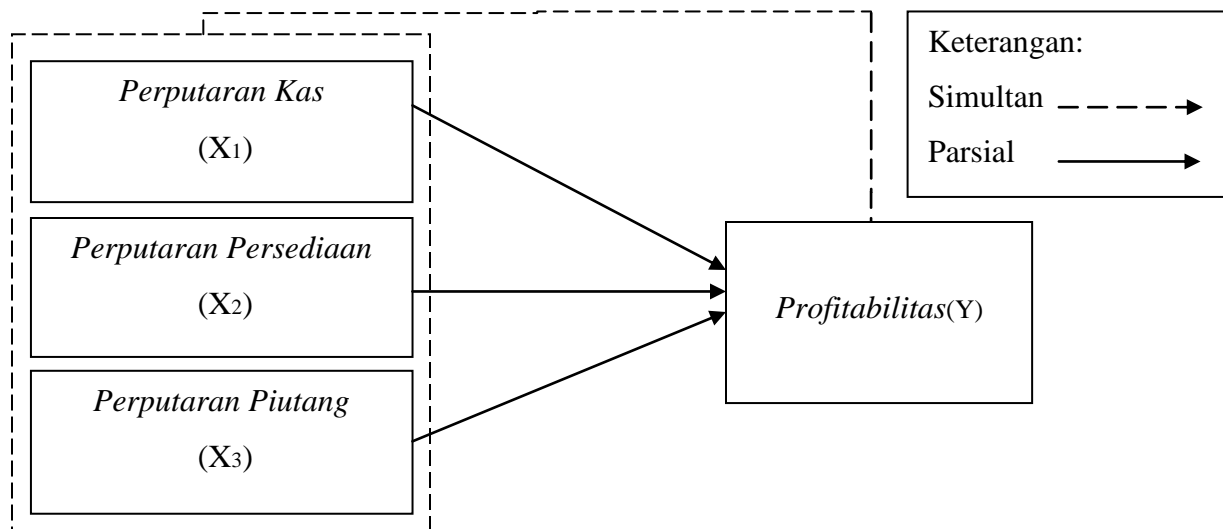 Perputaran Kas
(X1)
Perputaran Persediaan
(X2)
Perputaran Piutang
(X3)
Profitabilitas(Y)
Keterangan:
Simultan
Parsial